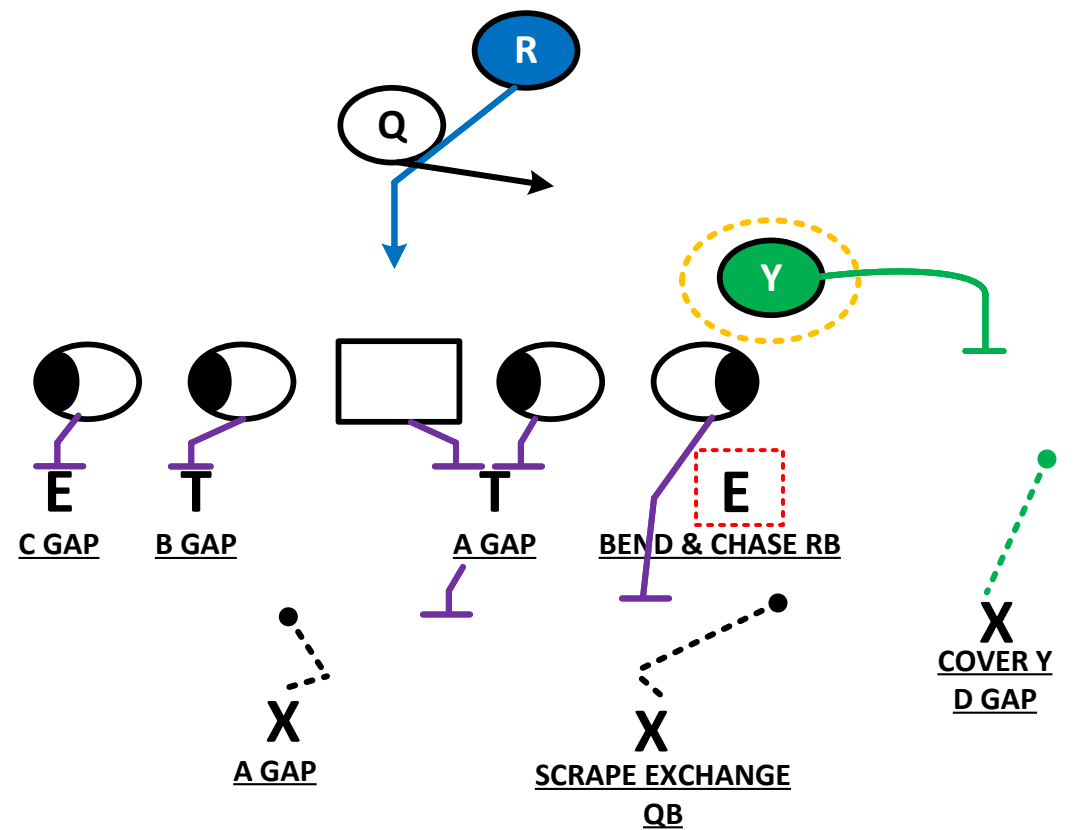 R
Q
Y
E T T E
C GAP B GAP A GAP BEND & CHASE RB
X
COVER Y
D GAP
X X
A GAP SCRAPE EXCHANGE
QB